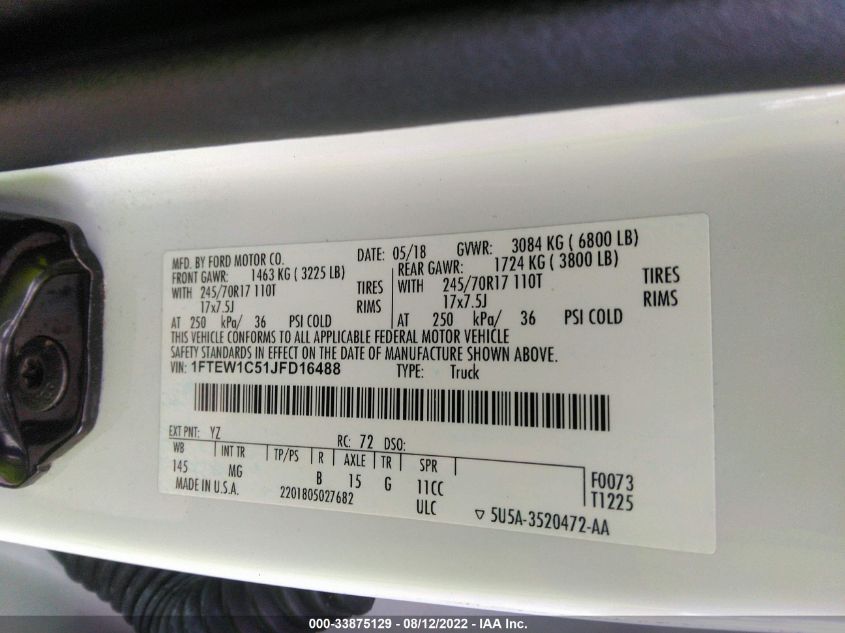 MFD. BY FORD MOTOR CO. DATE: 05/18 GVWR: 3084 KG ( 6800 LB)
FRONT GAWR: 1463 KG ( 3225 LB) REAR GAWR: 1724 KG ( 3800 LB)
WITH 245/70R17 110T TIRES WITH 245/70R17 110T TIRES
17x7.5J RIMS 17x7.5J RIMS
AT 250 kPa/ 36 PSI COLD AT 250 kPa/ 36 PSI COLD
THIS VEHICLE CONFORMS TO ALL APPLICABLE FEDERAL MOTOR VEHICLE
SAFETY STANDARDS IN EFFECT ON THE DATE OF MANUFACTURE SHOWN ABOVE.
VIN: 1FTEW1C51JFD16488 TYPE: Truck
EXT PNT: YZ RC: 72 DSO:
WB INT TR TP/PS R AXLE TR SPR
145 MG B 15 G 11CC F0073
MADE IN U.S.A. 2201805027682 ULC T1225
▽ 5U5A-3520472-AA
000-33875129 - 08/12/2022 - IAA Inc.